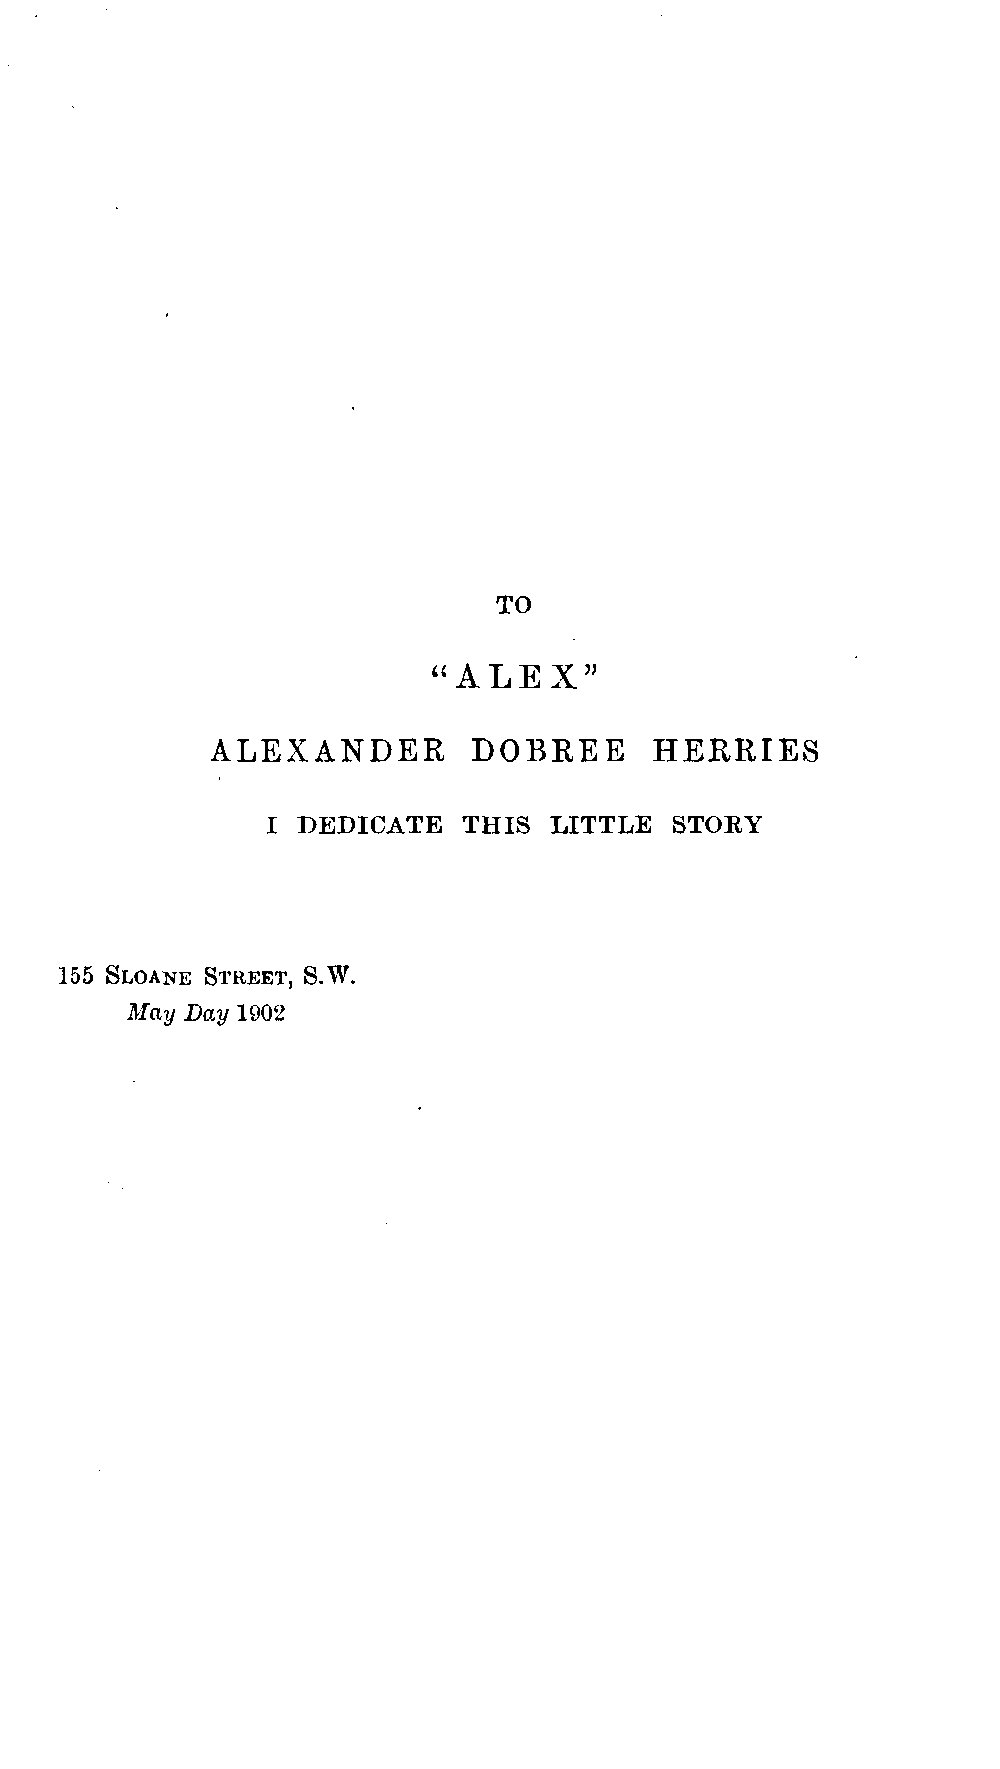 TO
“ALEX”
ALEXANDER DOBREE HERRIES
I DEDICATE THIS LITTLE STORY
155 SLOANE STREET, S.W.
May Day 1902